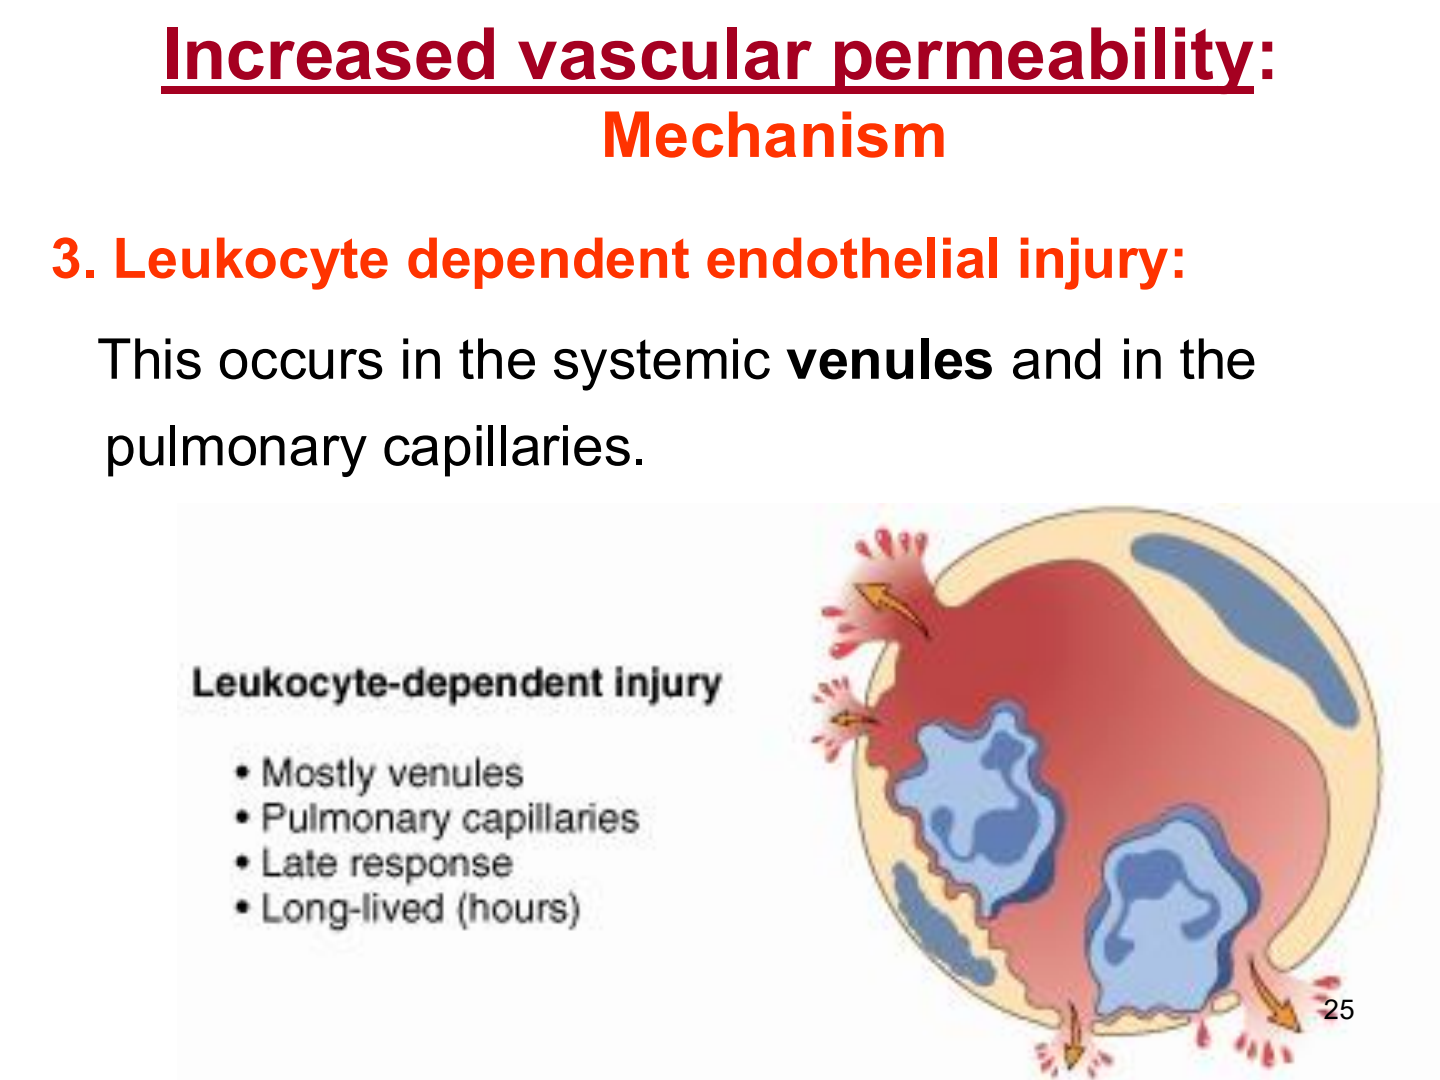 Increased vascular permeability:
Mechanism
3. Leukocyte dependent endothelial injury:
This occurs in the systemic venules and in the
pulmonary capillaries.
Leukocyte-dependent injury
• Mostly venules
• Pulmonary capillaries
• Late response
• Long-lived (hours)
25